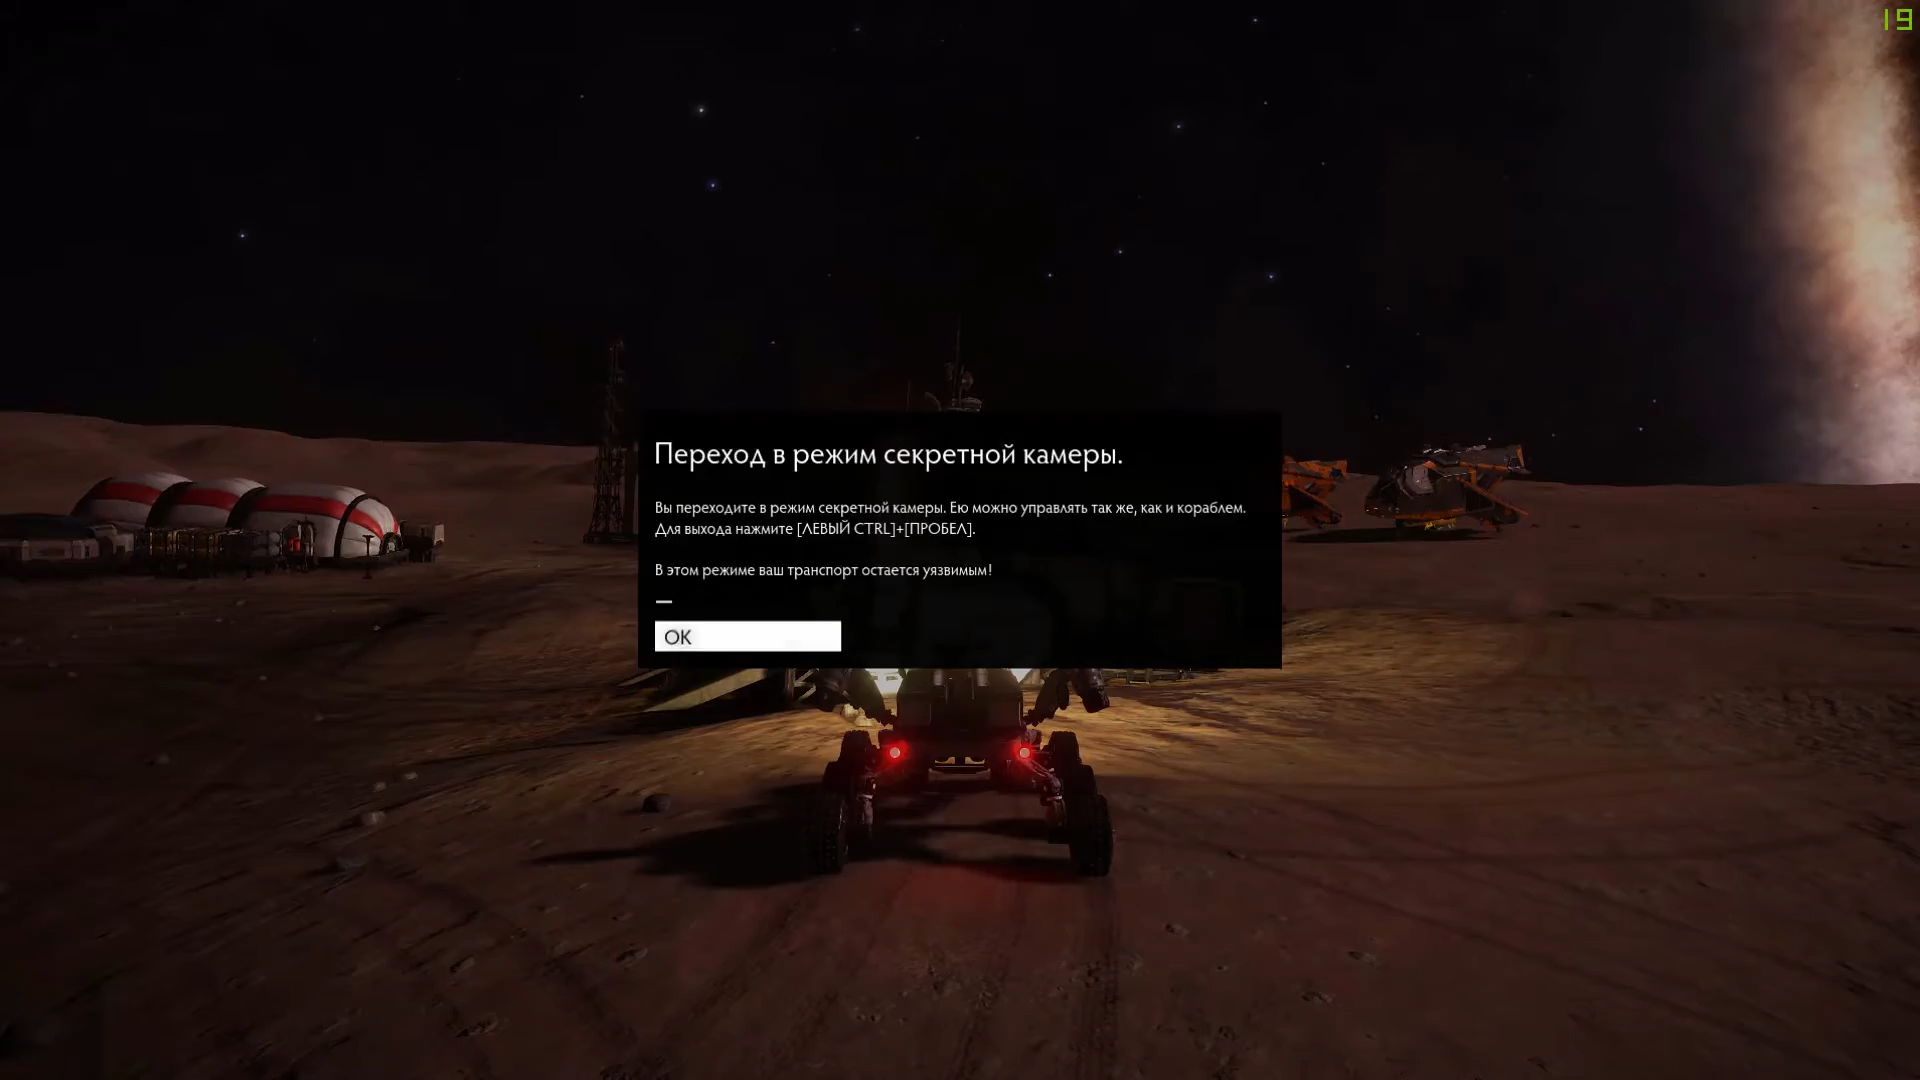 19
Переход в режим секретной камеры.
Вы переходите в режим секретной камеры. Ею можно управлять так же, как и кораблем.
Для выхода нажмите [ЛЕВЫЙ CTRL]+[ПРОБЕЛ].
В этом режиме ваш транспорт остается уязвимым!
OK